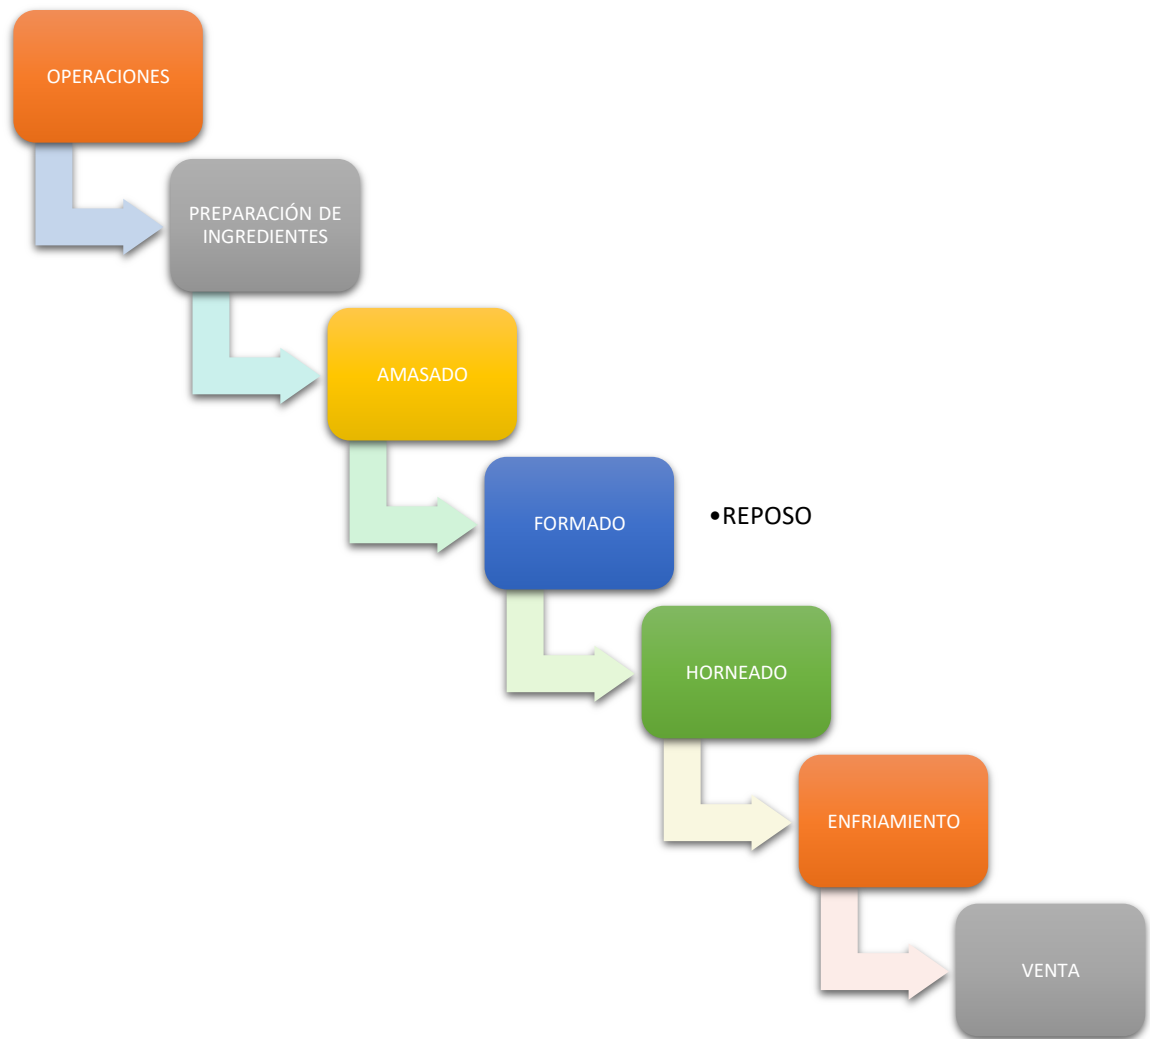 OPERACIONES
PREPARACIÓN DE
INGREDIENTES
AMASADO
FORMADO
•REPOSO
HORNEADO
ENFRIAMIENTO
VENTA